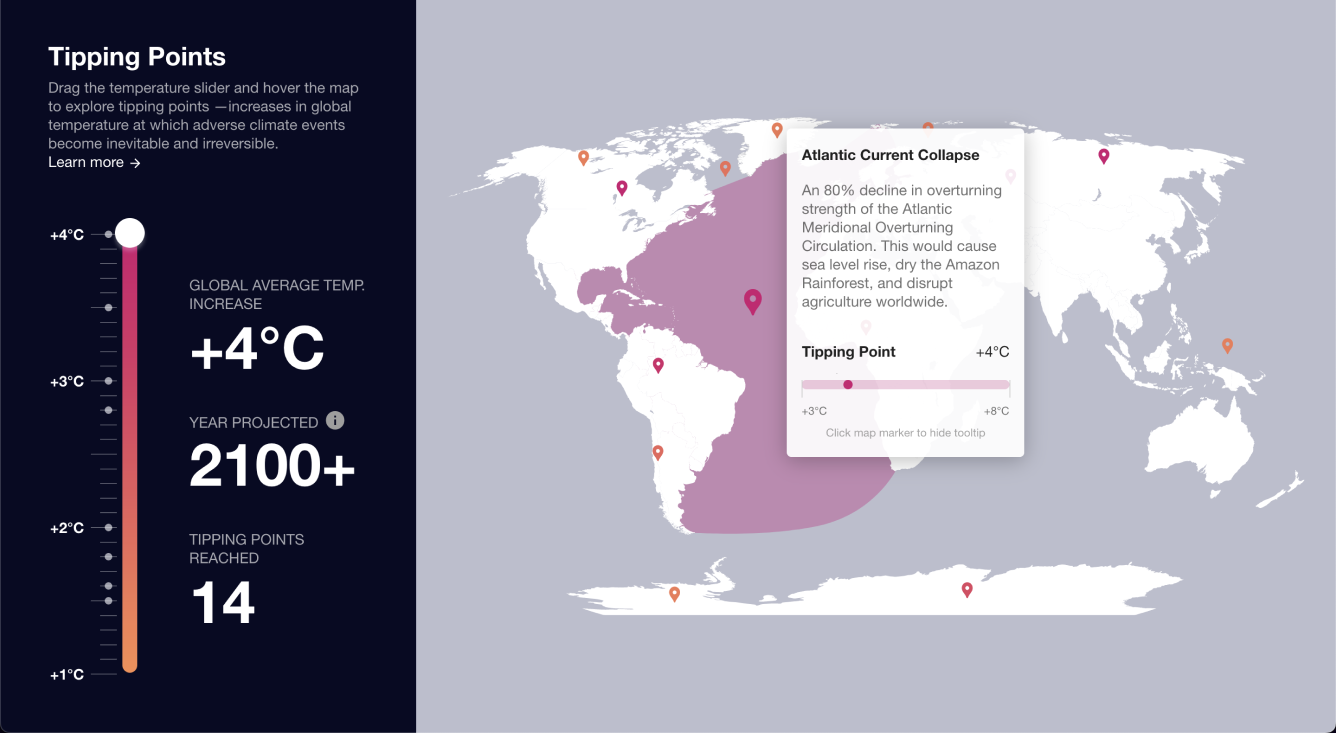 Tipping Points
Drag the temperature slider and hover the map
to explore tipping points —increases in global
temperature at which adverse climate events
become inevitable and irreversible.
Learn more →
+4°C
+3°C
+2°C
+1°C
GLOBAL AVERAGE TEMP.
INCREASE
+4°C
YEAR PROJECTED i
2100+
TIPPING POINTS
REACHED
14
Atlantic Current Collapse
An 80% decline in overturning
strength of the Atlantic
Meridional Overturning
Circulation. This would cause
sea level rise, dry the Amazon
Rainforest, and disrupt
agriculture worldwide.
Tipping Point +4°C
+3°C +8°C
Click map marker to hide tooltip